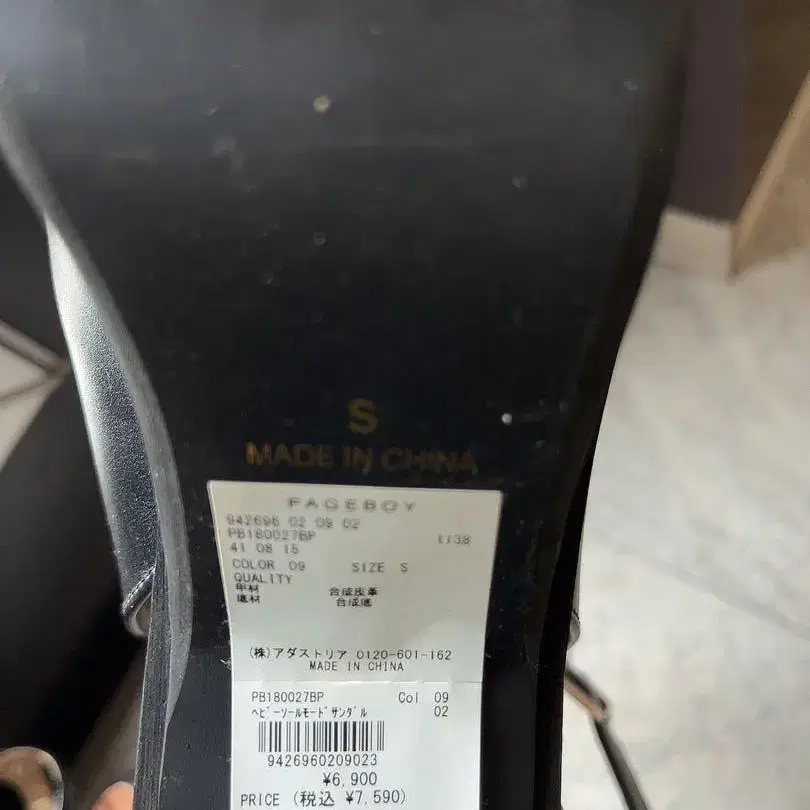 S
MADE IN CHINA
PAGEBOY
942696 02 09 02
PB180027BP 1138
41 08 15
COLOR 09 SIZE S
QUALITY
甲材 合成皮革
底材 合成底
(株)アダストリア 0120-601-162
MADE IN CHINA
PB180027BP Col 09
ヘビーソールモードサンダル 02
9426960209023
¥6,900
PRICE (税込 ¥7,590)